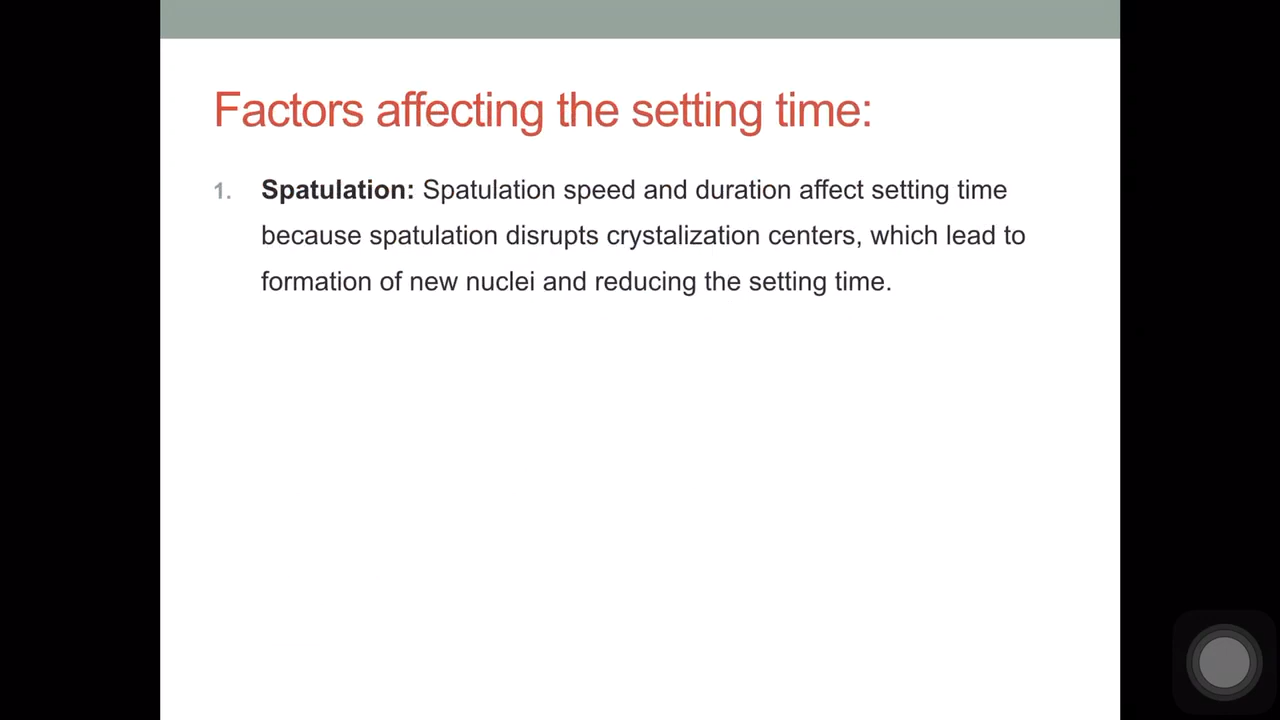 Factors affecting the setting time:
1. Spatulation: Spatulation speed and duration affect setting time
because spatulation disrupts crystalization centers, which lead to
formation of new nuclei and reducing the setting time.